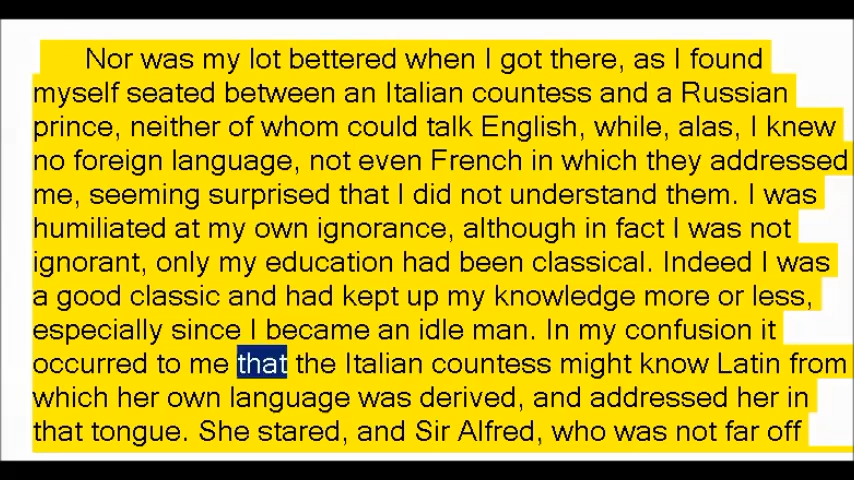 Nor was my lot bettered when I got there, as I found
myself seated between an Italian countess and a Russian
prince, neither of whom could talk English, while, alas, I knew
no foreign language, not even French in which they addressed
me, seeming surprised that I did not understand them. I was
humiliated at my own ignorance, although in fact I was not
ignorant, only my education had been classical. Indeed I was
a good classic and had kept up my knowledge more or less,
especially since I became an idle man. In my confusion it
occurred to me that the Italian countess might know Latin from
which her own language was derived, and addressed her in
that tongue. She stared, and Sir Alfred, who was not far off